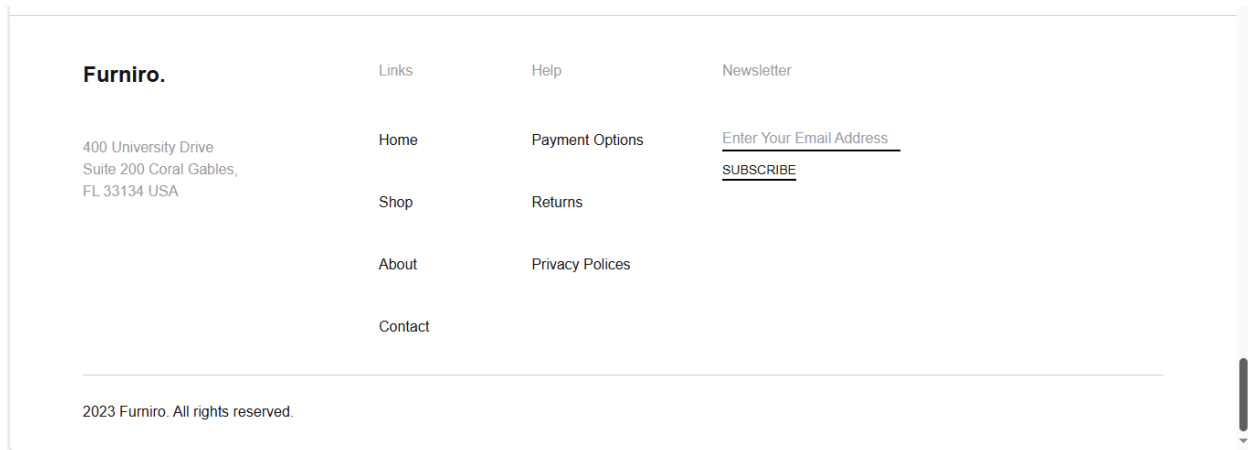 Furniro.
400 University Drive
Suite 200 Coral Gables,
FL 33134 USA
Links
Home
Shop
About
Contact
Help
Payment Options
Returns
Privacy Polices
Newsletter
Enter Your Email Address
SUBSCRIBE
2023 Furniro. All rights reserved.